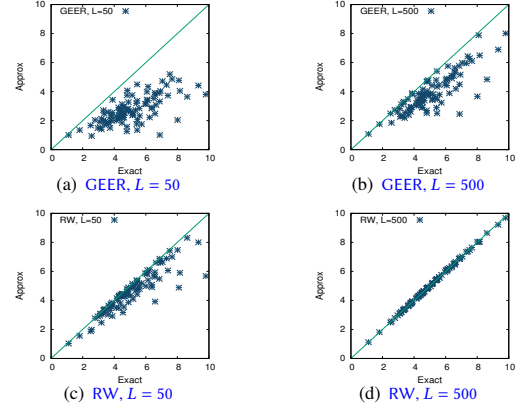 GEER, L=50
Approx
10
8
6
4
2
0
0 2 4 6 8 10
Exact
(a) GEER, L = 50
GEER, L=500
Approx
10
8
6
4
2
0
0 2 4 6 8 10
Exact
(b) GEER, L = 500
RW, L=50
Approx
10
8
6
4
2
0
0 2 4 6 8 10
Exact
(c) RW, L = 50
RW, L=500
Approx
10
8
6
4
2
0
0 2 4 6 8 10
Exact
(d) RW, L = 500